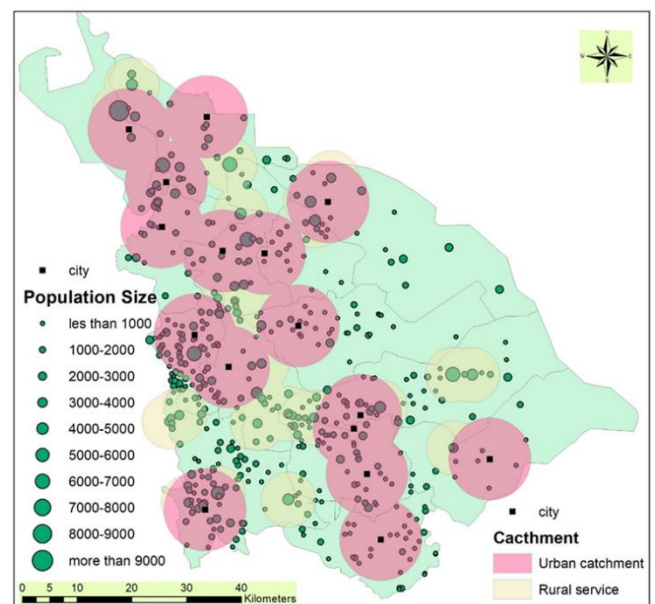 N
W E
S
city
Population Size
les than 1000
1000-2000
2000-3000
3000-4000
4000-5000
5000-6000
6000-7000
7000-8000
8000-9000
more than 9000
0 5 10 20 30 40
Kilometers
city
Cacthment
Urban catchment
Rural service